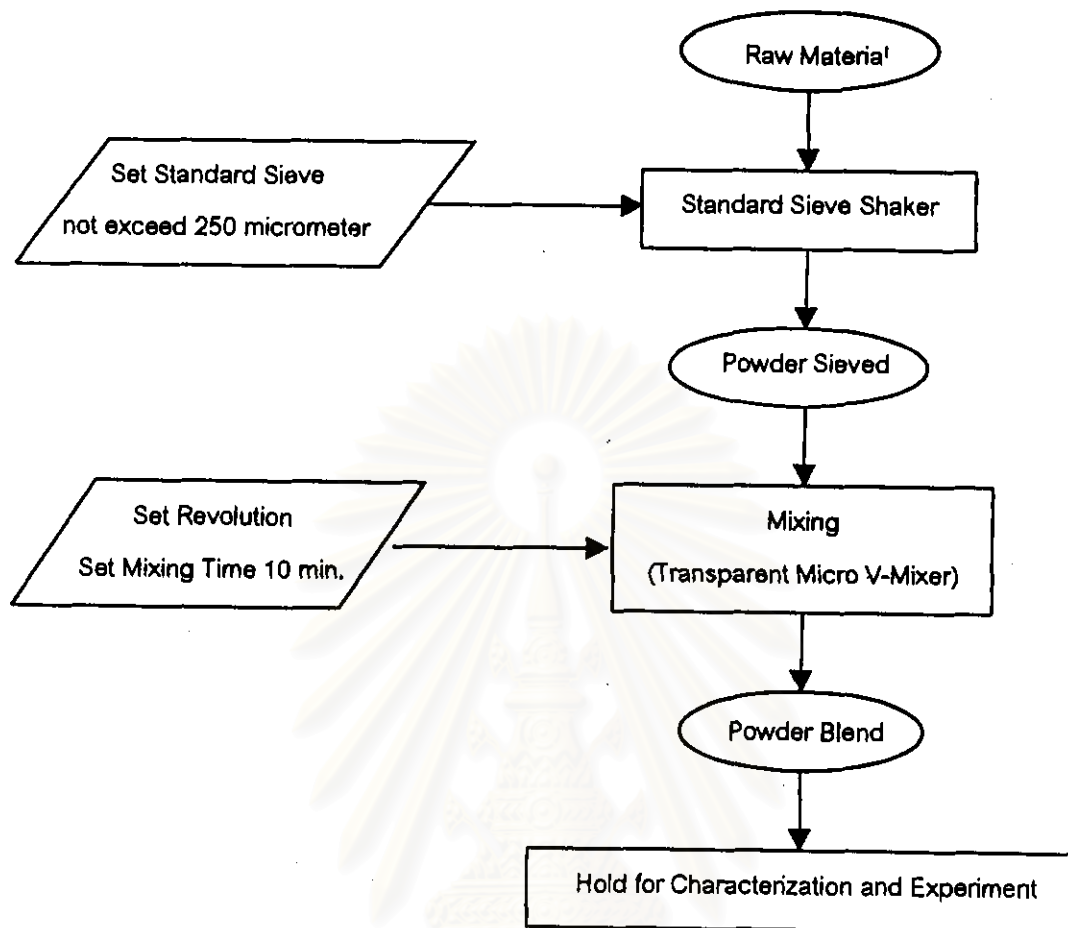 Raw Material
Set Standard Sieve
not exceed 250 micrometer
Standard Sieve Shaker
Powder Sieved
Set Revolution
Set Mixing Time 10 min.
Mixing
(Transparent Micro V-Mixer)
Powder Blend
Hold for Characterization and Experiment